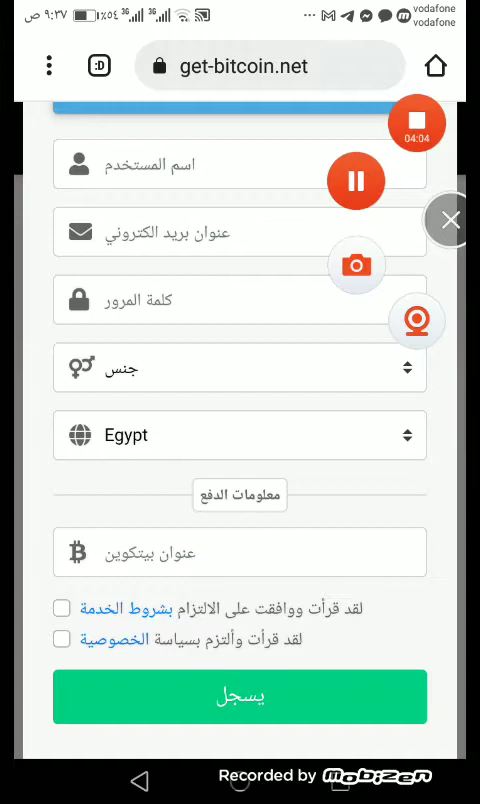 vodafone
vodafone
٩:٣٧ ص
٥٤٪
3G
3G
:D
get-bitcoin.net
04:04
اسم المستخدم
عنوان بريد الكتروني
كلمة المرور
جنس
Egypt
معلومات الدفع
عنوان بيتكوين
لقد قرأت ووافقت على الالتزام بشروط الخدمة
لقد قرأت وألتزم بسياسة الخصوصية
يسجل
Recorded by Mobizen